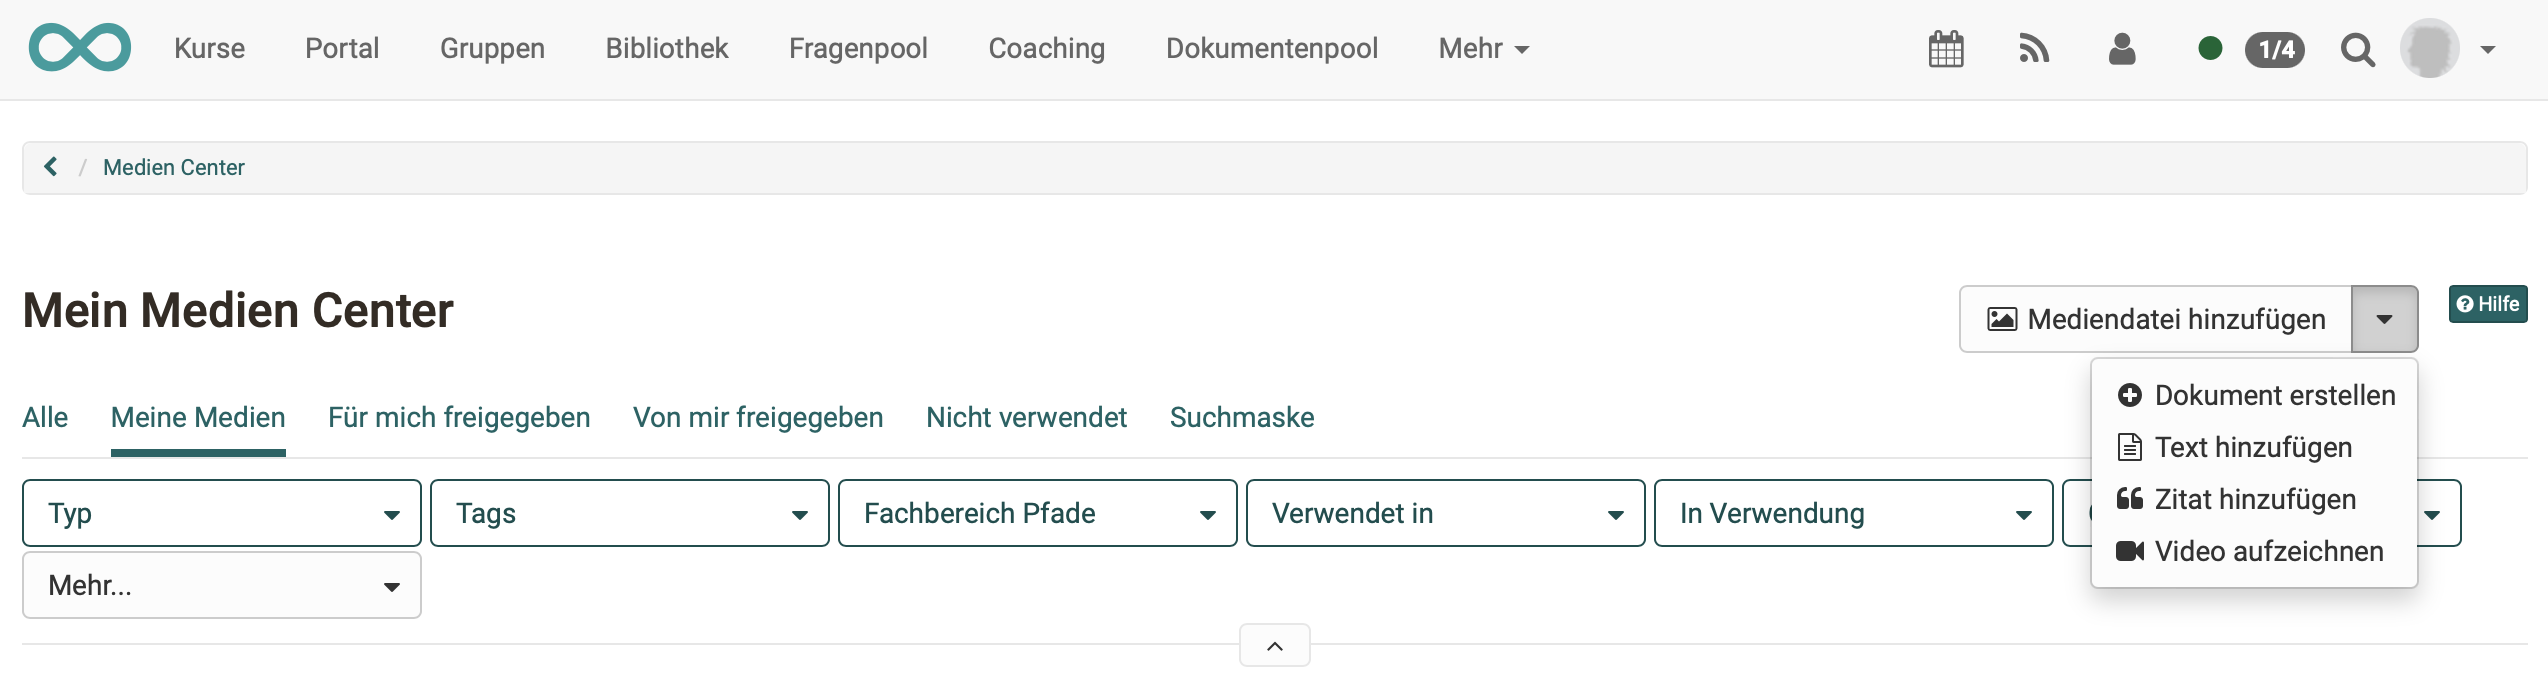 Kurse Portal Gruppen Bibliothek Fragenpool Coaching Dokumentenpool Mehr 1/4
/ Medien Center
Mein Medien Center
Mediendatei hinzufügen
Hilfe
Dokument erstellen
Text hinzufügen
Zitat hinzufügen
Video aufzeichnen
Alle Meine Medien Für mich freigegeben Von mir freigegeben Nicht verwendet Suchmaske
Typ Tags Fachbereich Pfade Verwendet in In Verwendung
Mehr...